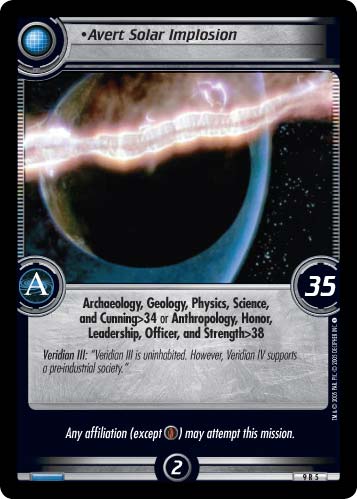 •Avert Solar Implosion
A
35
Archaeology, Geology, Physics, Science,
and Cunning>34 or Anthropology, Honor,
Leadership, Officer, and Strength>38
Veridian III: "Veridian III is uninhabited. However, Veridian IV supports
a pre-industrial society."
Any affiliation (except ) may attempt this mission.
2
9 R 5